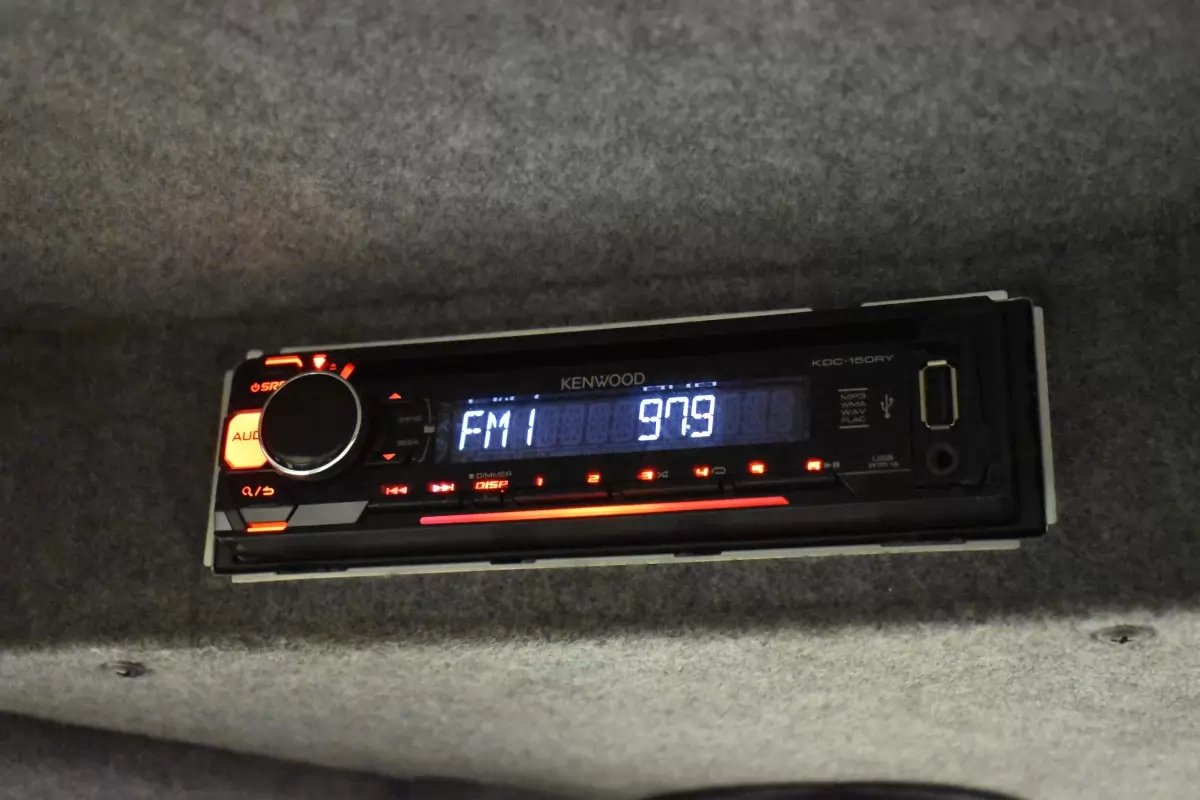 KENWOOD
KDC-150RY
SRC
AUD
FM1 97.9
MP3
WMA
WAV
FLAC
DIMMER
DISP 1 2 3 4 5 6